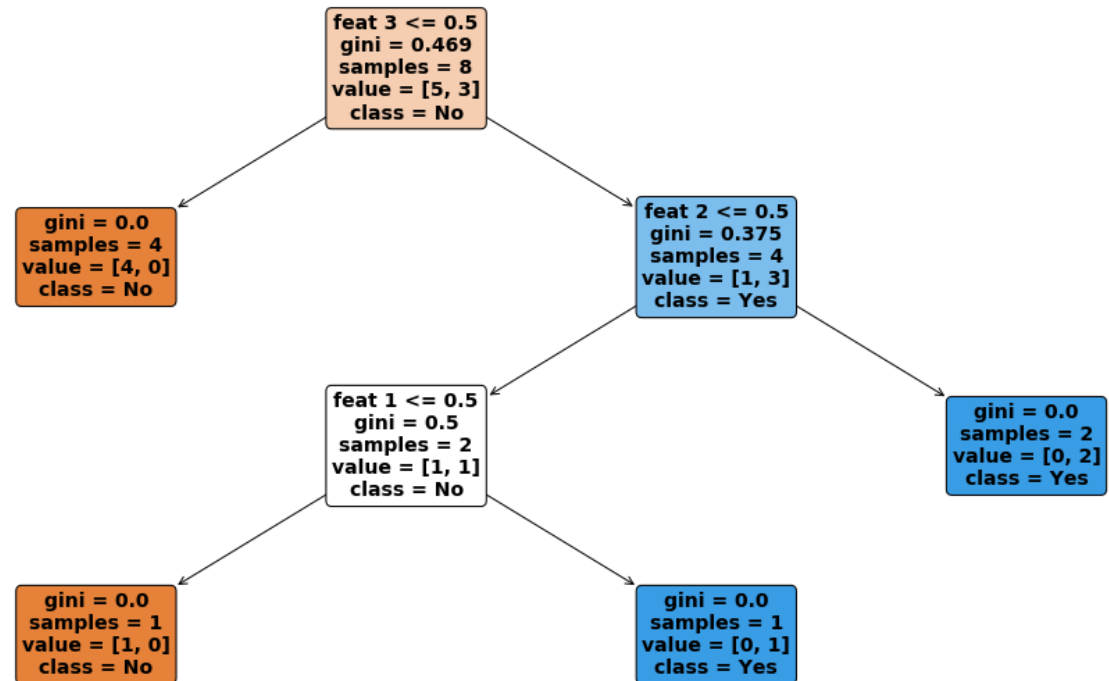 feat 3 <= 0.5
gini = 0.469
samples = 8
value = [5, 3]
class = No
gini = 0.0
samples = 4
value = [4, 0]
class = No
feat 2 <= 0.5
gini = 0.375
samples = 4
value = [1, 3]
class = Yes
feat 1 <= 0.5
gini = 0.5
samples = 2
value = [1, 1]
class = No
gini = 0.0
samples = 2
value = [0, 2]
class = Yes
gini = 0.0
samples = 1
value = [1, 0]
class = No
gini = 0.0
samples = 1
value = [0, 1]
class = Yes